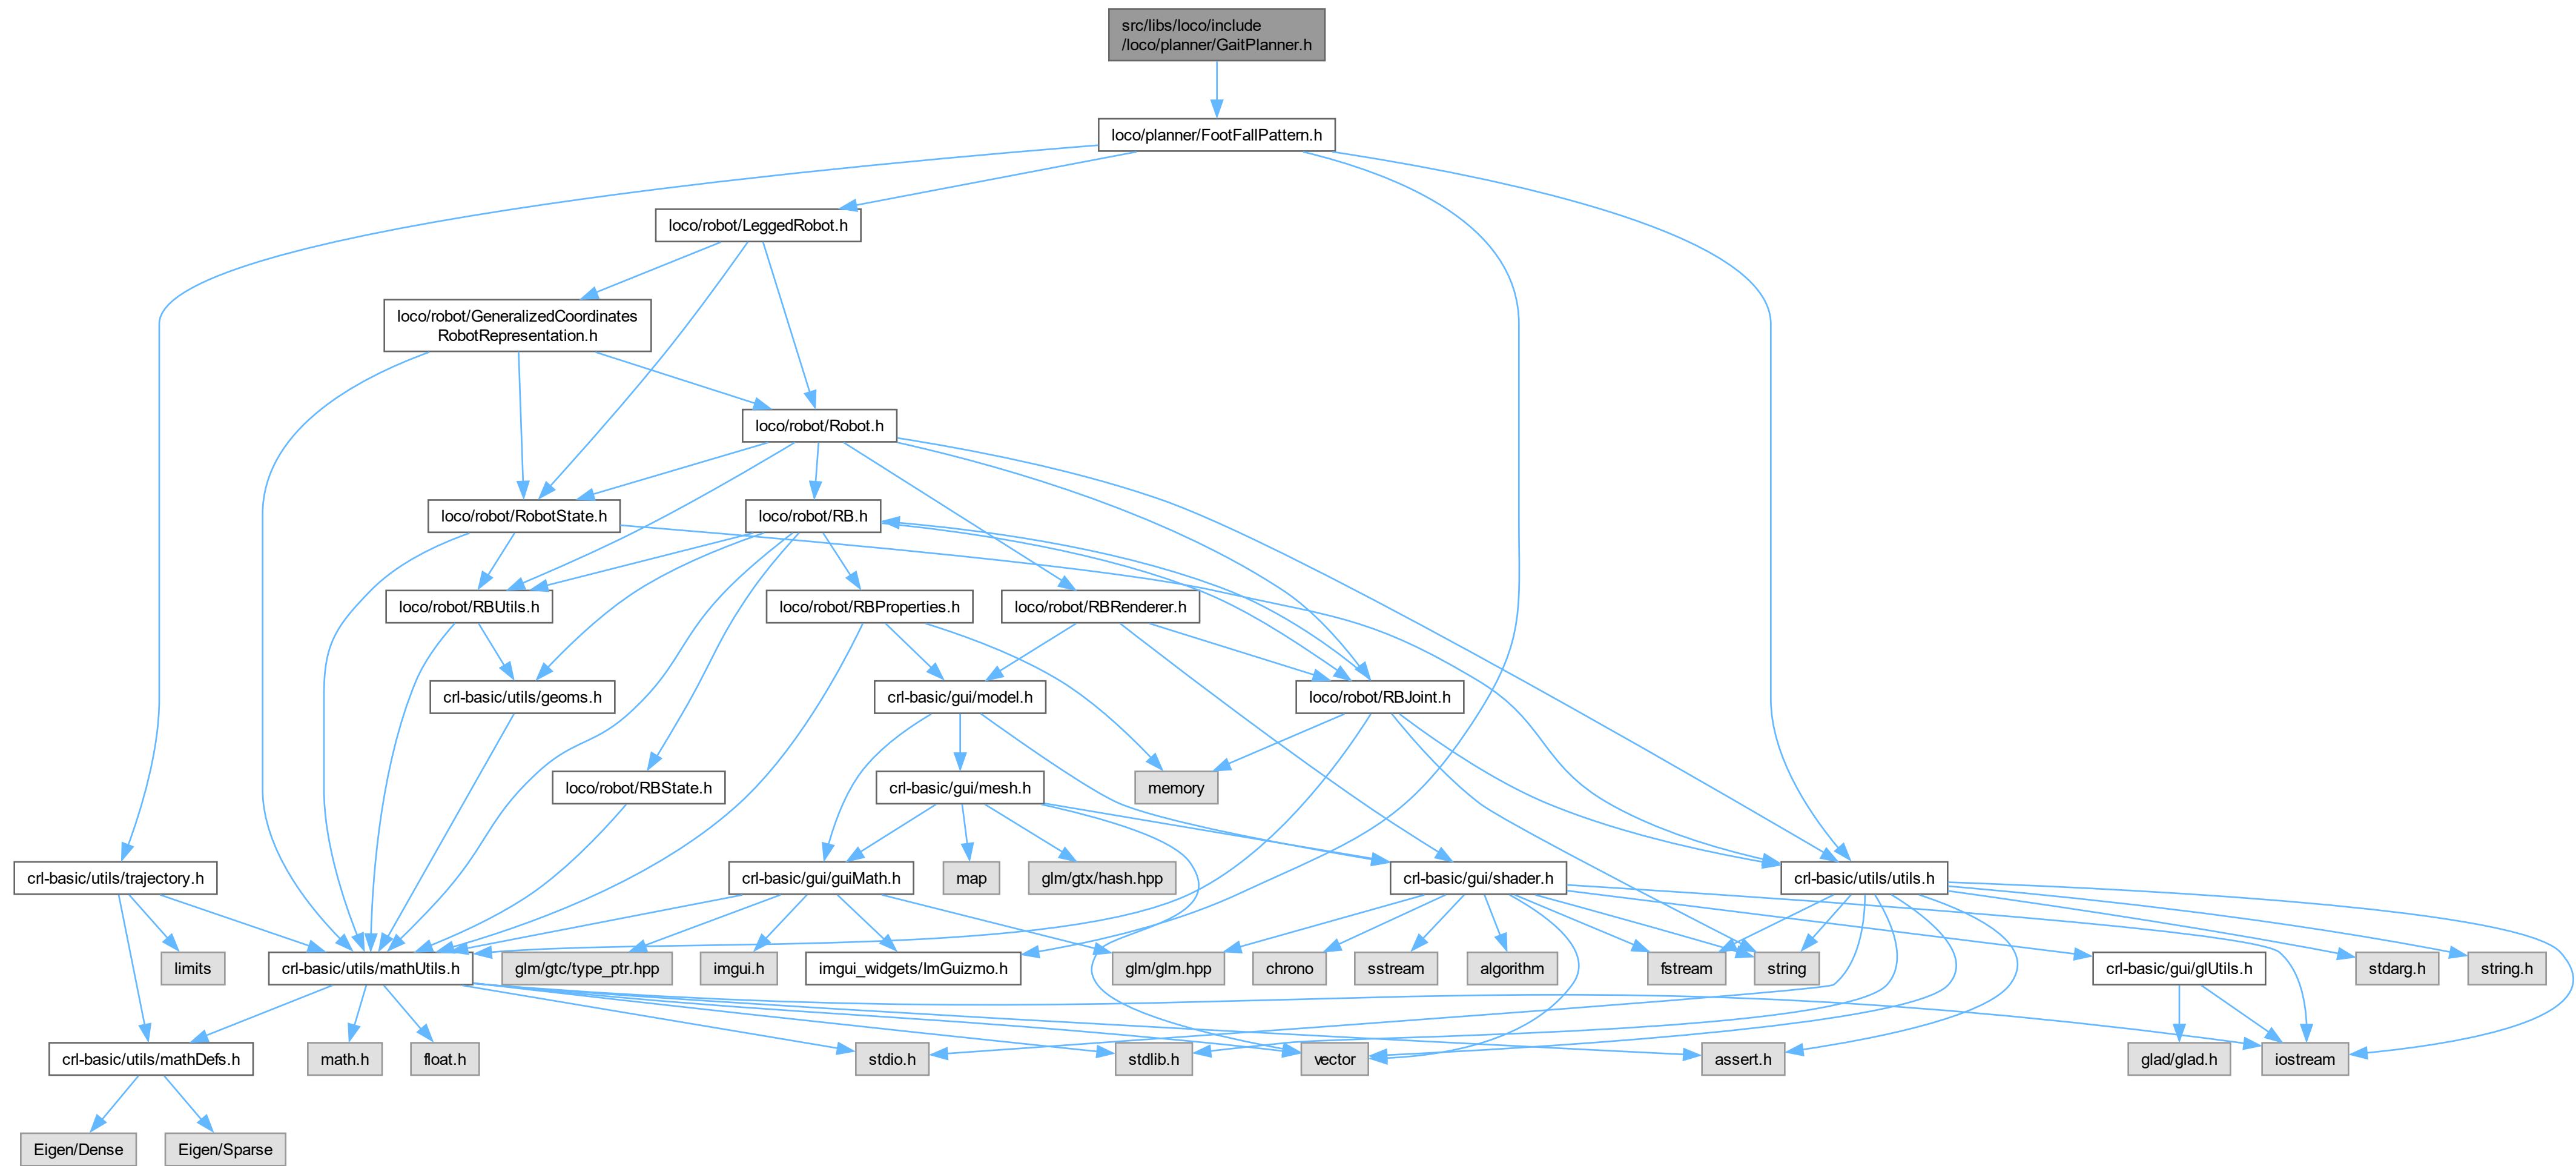 src/libs/loco/include
/loco/planner/GaitPlanner.h
loco/planner/FootFallPattern.h
loco/robot/LeggedRobot.h
loco/robot/GeneralizedCoordinates
RobotRepresentation.h
loco/robot/Robot.h
loco/robot/RobotState.h
loco/robot/RB.h
loco/robot/RBUtils.h
loco/robot/RBProperties.h
loco/robot/RBRenderer.h
crl-basic/utils/geoms.h
crl-basic/gui/model.h
loco/robot/RBJoint.h
loco/robot/RBState.h
crl-basic/gui/mesh.h
memory
crl-basic/utils/trajectory.h
crl-basic/gui/guiMath.h
map
glm/gtx/hash.hpp
crl-basic/gui/shader.h
crl-basic/utils/utils.h
limits
crl-basic/utils/mathUtils.h
glm/gtc/type_ptr.hpp
imgui.h
imgui_widgets/ImGuizmo.h
glm/glm.hpp
chrono
sstream
algorithm
fstream
string
crl-basic/gui/glUtils.h
stdarg.h
string.h
crl-basic/utils/mathDefs.h
math.h
float.h
stdio.h
stdlib.h
vector
assert.h
glad/glad.h
iostream
Eigen/Dense
Eigen/Sparse